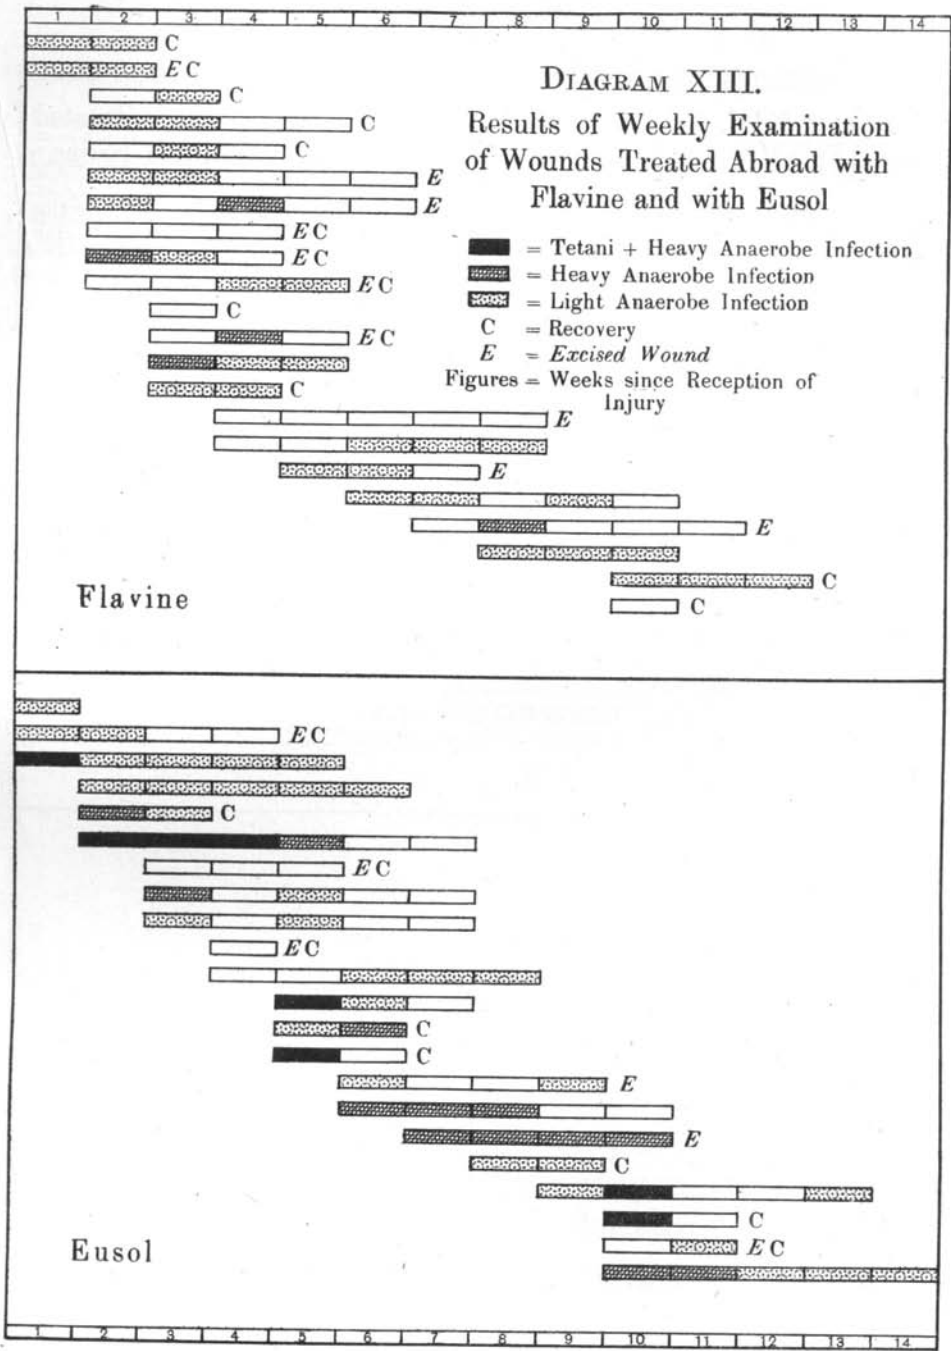 1 2 3 4 5 6 7 8 9 10 11 12 13 14
C
E C
C
C
C
E
E
E C
E C
E C
C
E C
C
E
E
E
C
C
DIAGRAM XIII.
Results of Weekly Examination
of Wounds Treated Abroad with
Flavine and with Eusol
= Tetani + Heavy Anaerobe Infection
= Heavy Anaerobe Infection
= Light Anaerobe Infection
C = Recovery
E = Excised Wound
Figures = Weeks since Reception of
Injury
Flavine
E C
C
E C
E C
C
C
E
E
C
C
E C
Eusol
1 2 3 4 5 6 7 8 9 10 11 12 13 14